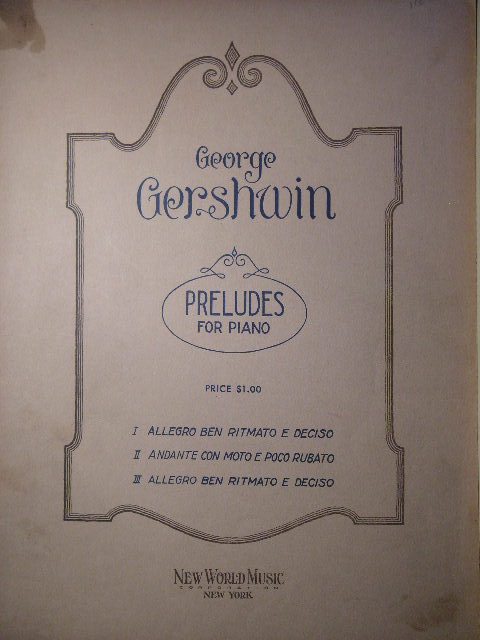 George
Gershwin
PRELUDES
FOR PIANO
PRICE $1.00
I ALLEGRO BEN RITMATO E DECISO
II ANDANTE CON MOTO E POCO RUBATO
III ALLEGRO BEN RITMATO E DECISO
NEW WORLD MUSIC
CORPORATION
NEW YORK